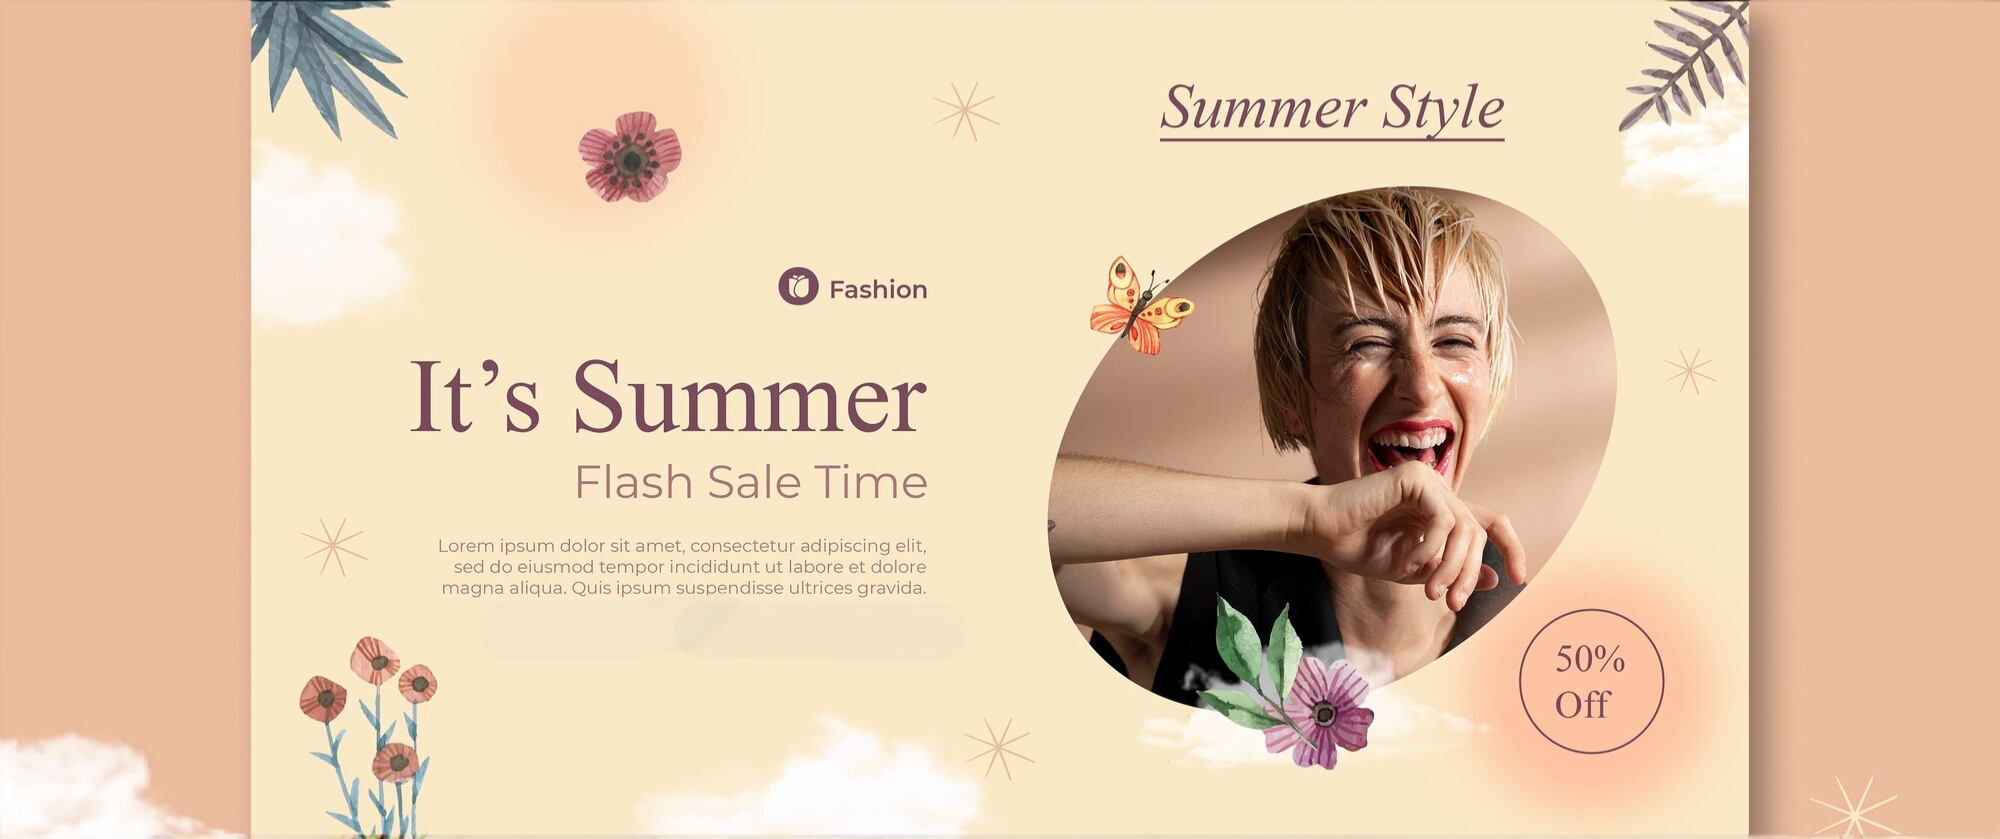 Summer Style
Fashion
It’s Summer
Flash Sale Time
Lorem ipsum dolor sit amet, consectetur adipiscing elit,
sed do eiusmod tempor incididunt ut labore et dolore
magna aliqua. Quis ipsum suspendisse ultrices gravida.
50%
Off